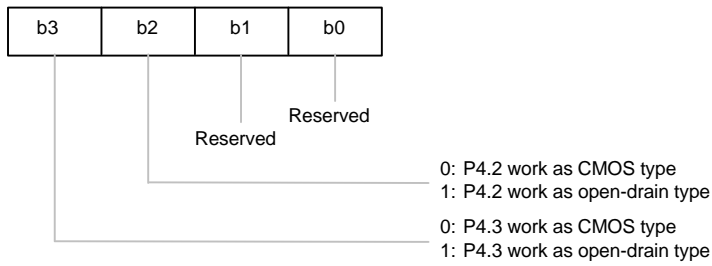 b3 b2 b1 b0
Reserved
Reserved
0: P4.2 work as CMOS type
1: P4.2 work as open-drain type
0: P4.3 work as CMOS type
1: P4.3 work as open-drain type